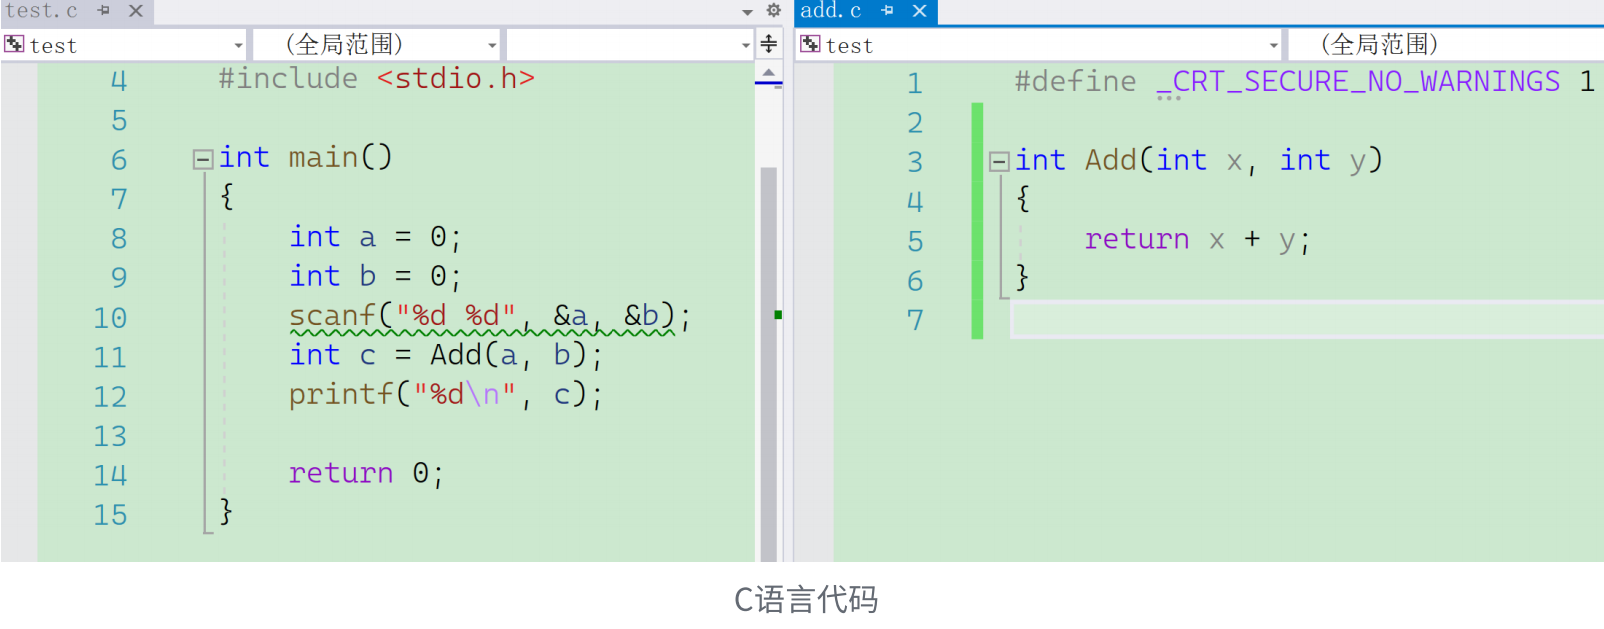 test.c
test
(全局范围)
4 #include <stdio.h>
5
6 int main()
7 {
8 int a = 0;
9 int b = 0;
10 scanf("%d %d", &a, &b);
11 int c = Add(a, b);
12 printf("%d\n", c);
13
14 return 0;
15 }
add.c
test
(全局范围)
1 #define _CRT_SECURE_NO_WARNINGS 1
2
3 int Add(int x, int y)
4 {
5 return x + y;
6 }
7
C语言代码